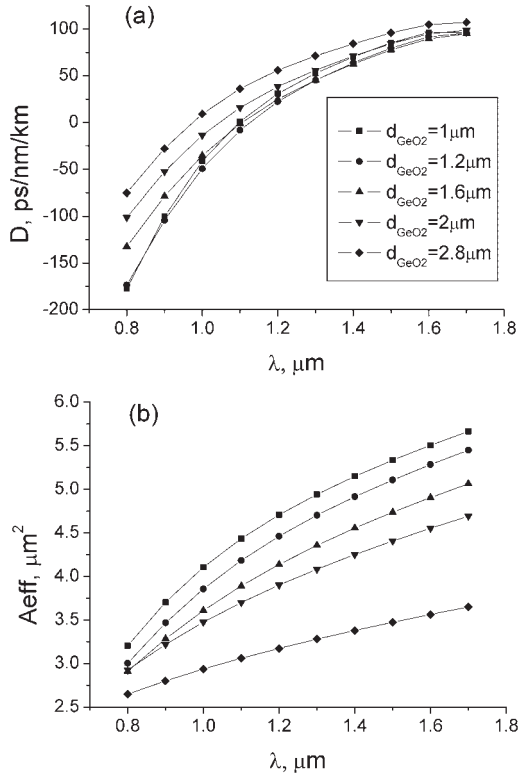 (a)
100
50
0
-50
-100
-150
-200
D, ps/nm/km
d_GeO2=1μm
d_GeO2=1.2μm
d_GeO2=1.6μm
d_GeO2=2μm
d_GeO2=2.8μm
0.8 1.0 1.2 1.4 1.6 1.8
λ, μm
(b)
6.0
5.5
5.0
4.5
4.0
3.5
3.0
2.5
Aeff, μm²
0.8 1.0 1.2 1.4 1.6 1.8
λ, μm